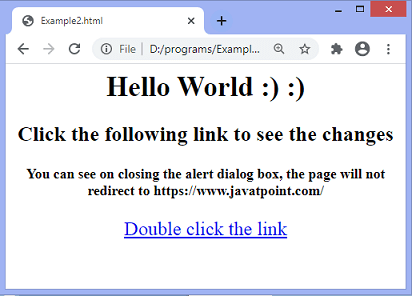 Example2.html
File
D:/programs/Exampl...
Hello World :) :)
Click the following link to see the changes
You can see on closing the alert dialog box, the page will not
redirect to https://www.javatpoint.com/
Double click the link